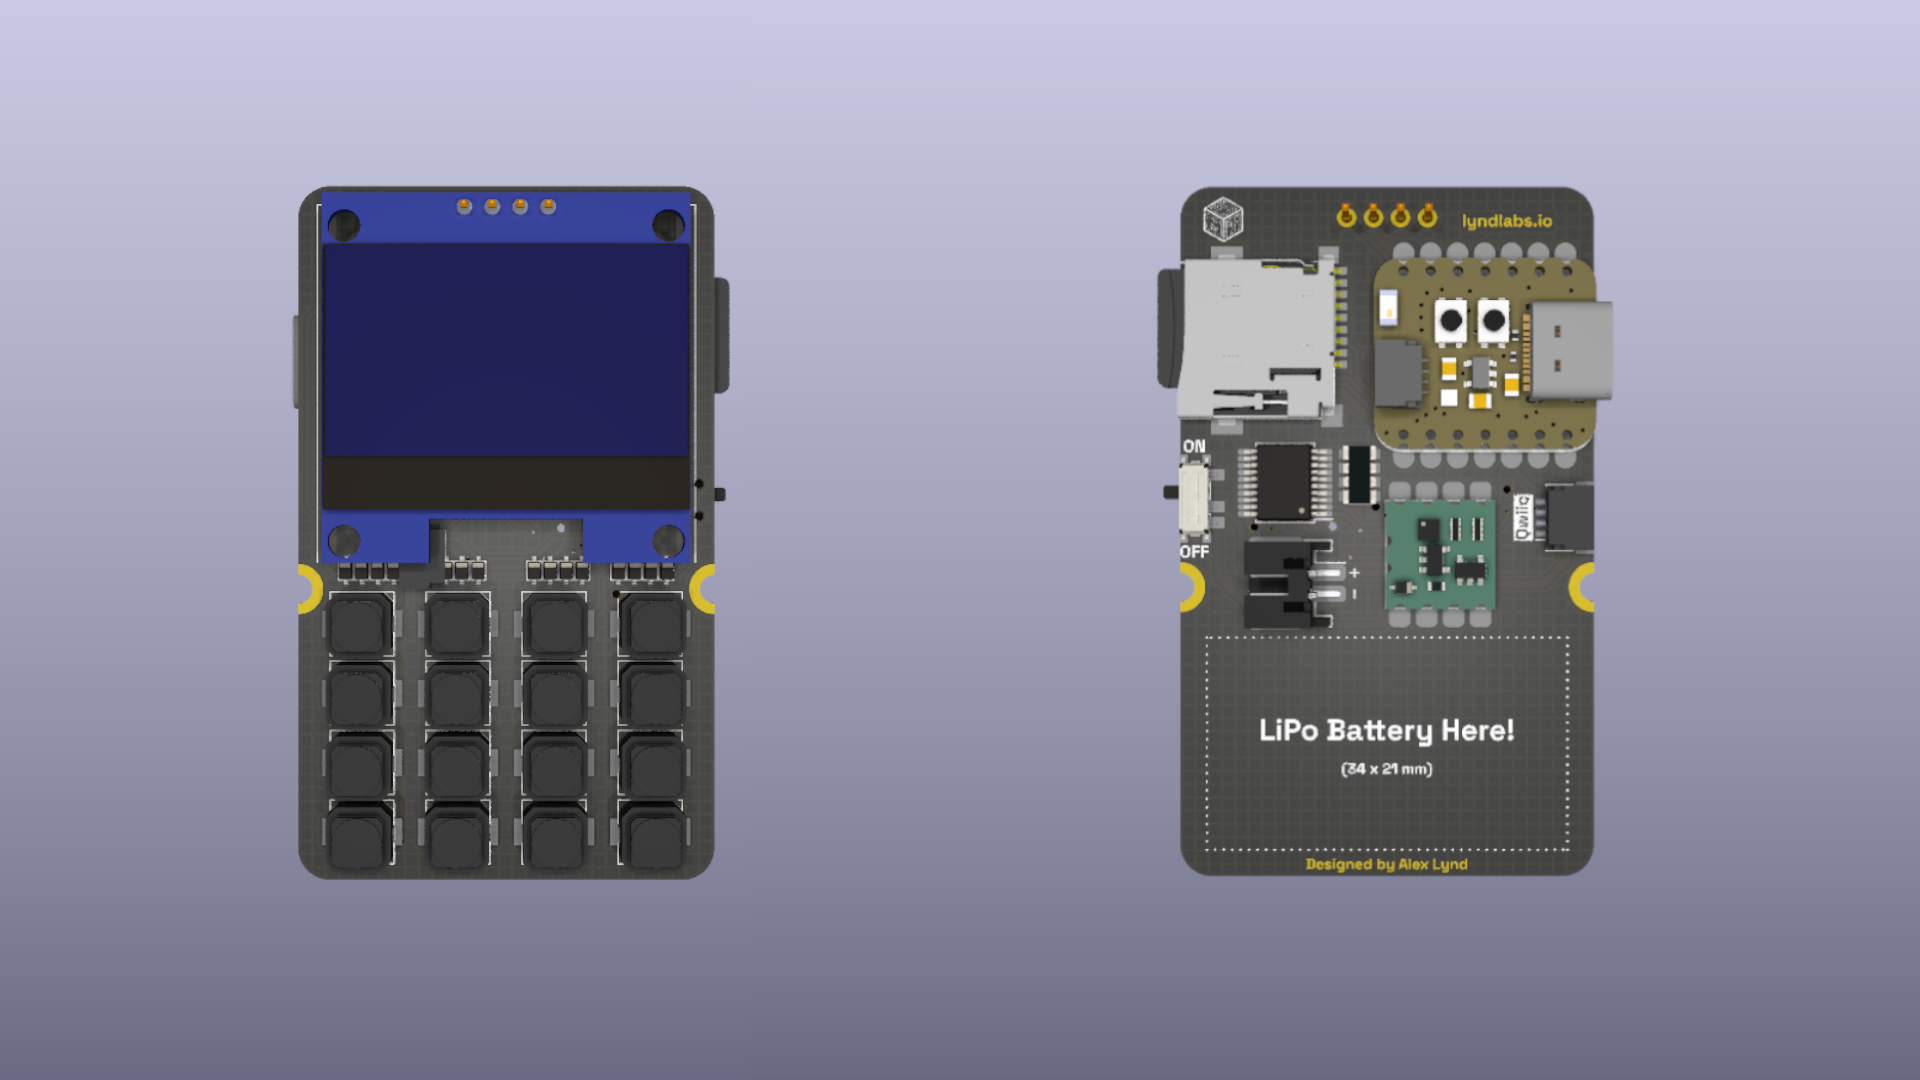 lyndlabs.io
ON
OFF
Qwiic
+
-
LiPo Battery Here!
(34 x 21 mm)
Designed by Alex Lynd